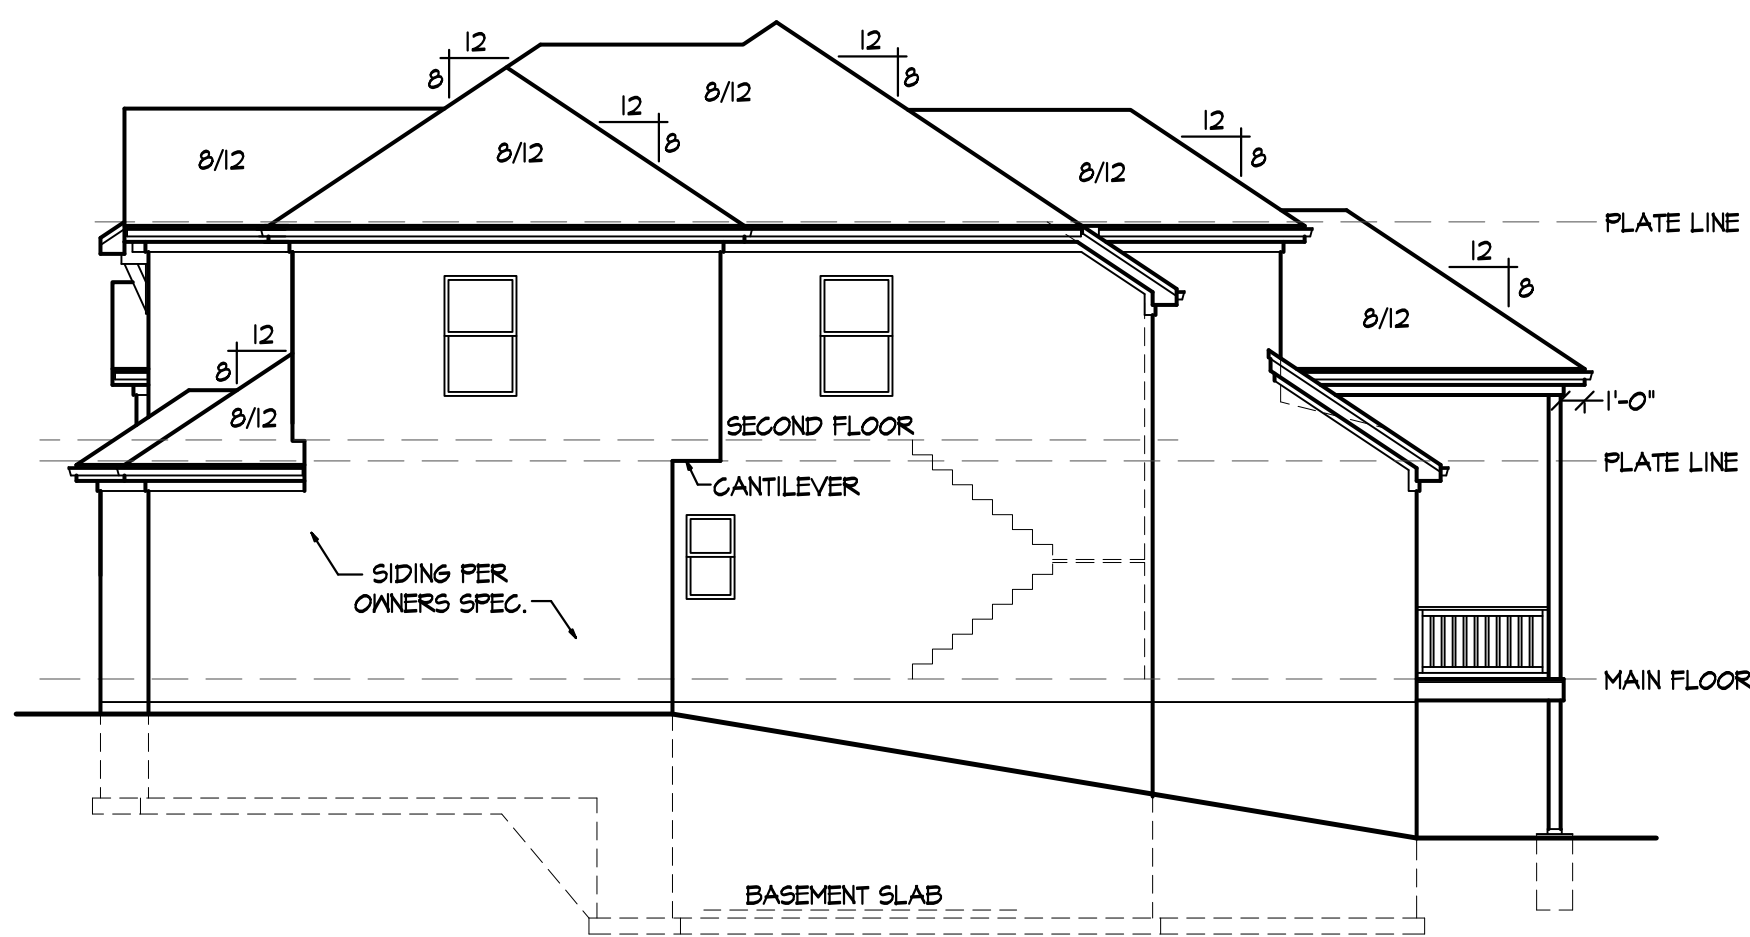 12
8
12
8
8/12
12
8
12
8
8/12
8/12
8/12
PLATE LINE
12
8
8/12
12
8
8/12
1'-0"
SECOND FLOOR
PLATE LINE
CANTILEVER
SIDING PER
OWNERS SPEC.
MAIN FLOOR
BASEMENT SLAB